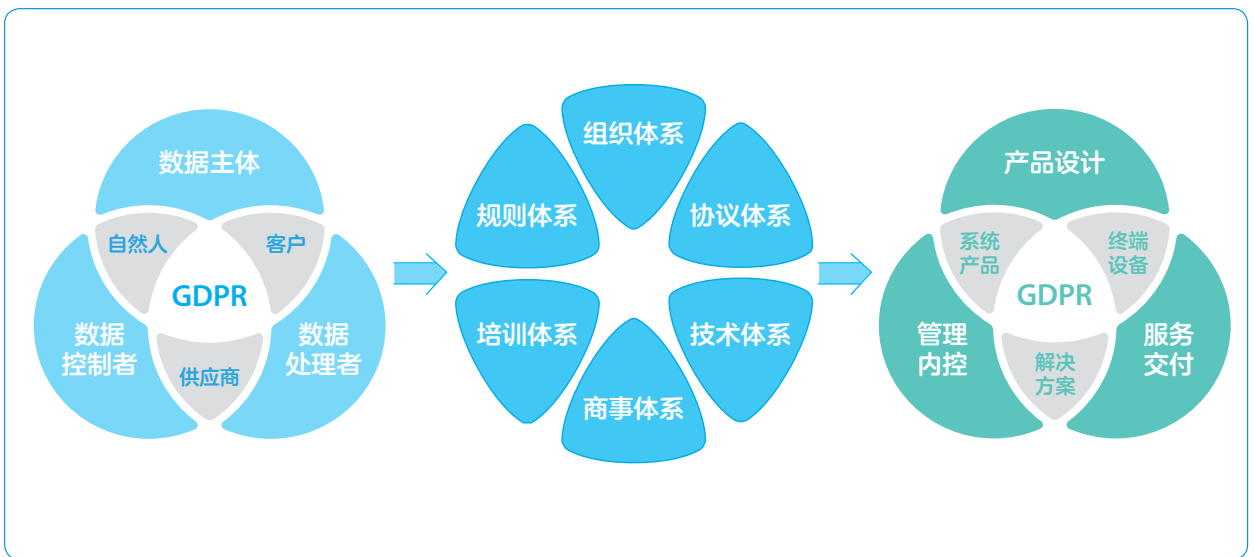 数据主体
自然人
客户
GDPR
数据
控制者
数据
处理者
供应商
组织体系
规则体系
协议体系
培训体系
技术体系
商事体系
产品设计
系统
产品
终端
设备
GDPR
管理
内控
服务
交付
解决
方案